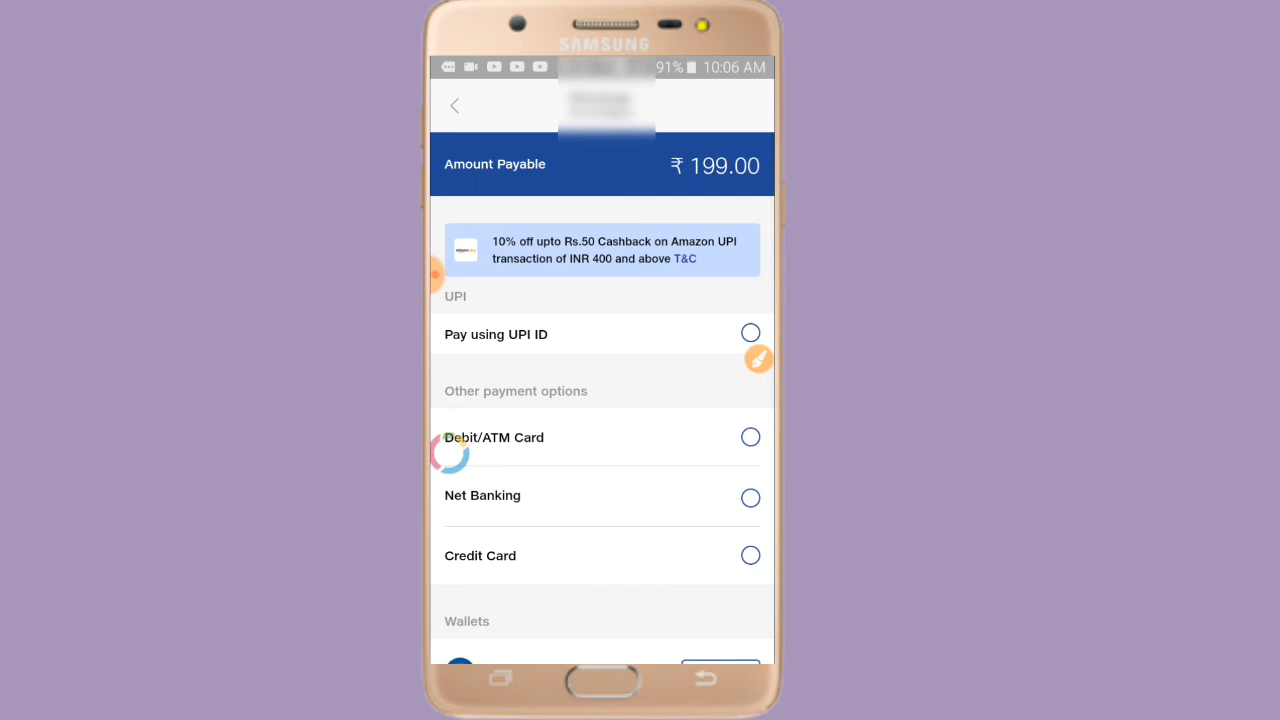 SAMSUNG
91% 10:06 AM
Amount Payable
₹ 199.00
10% off upto Rs.50 Cashback on Amazon UPI
transaction of INR 400 and above T&C
UPI
Pay using UPI ID
Other payment options
Debit/ATM Card
Net Banking
Credit Card
Wallets